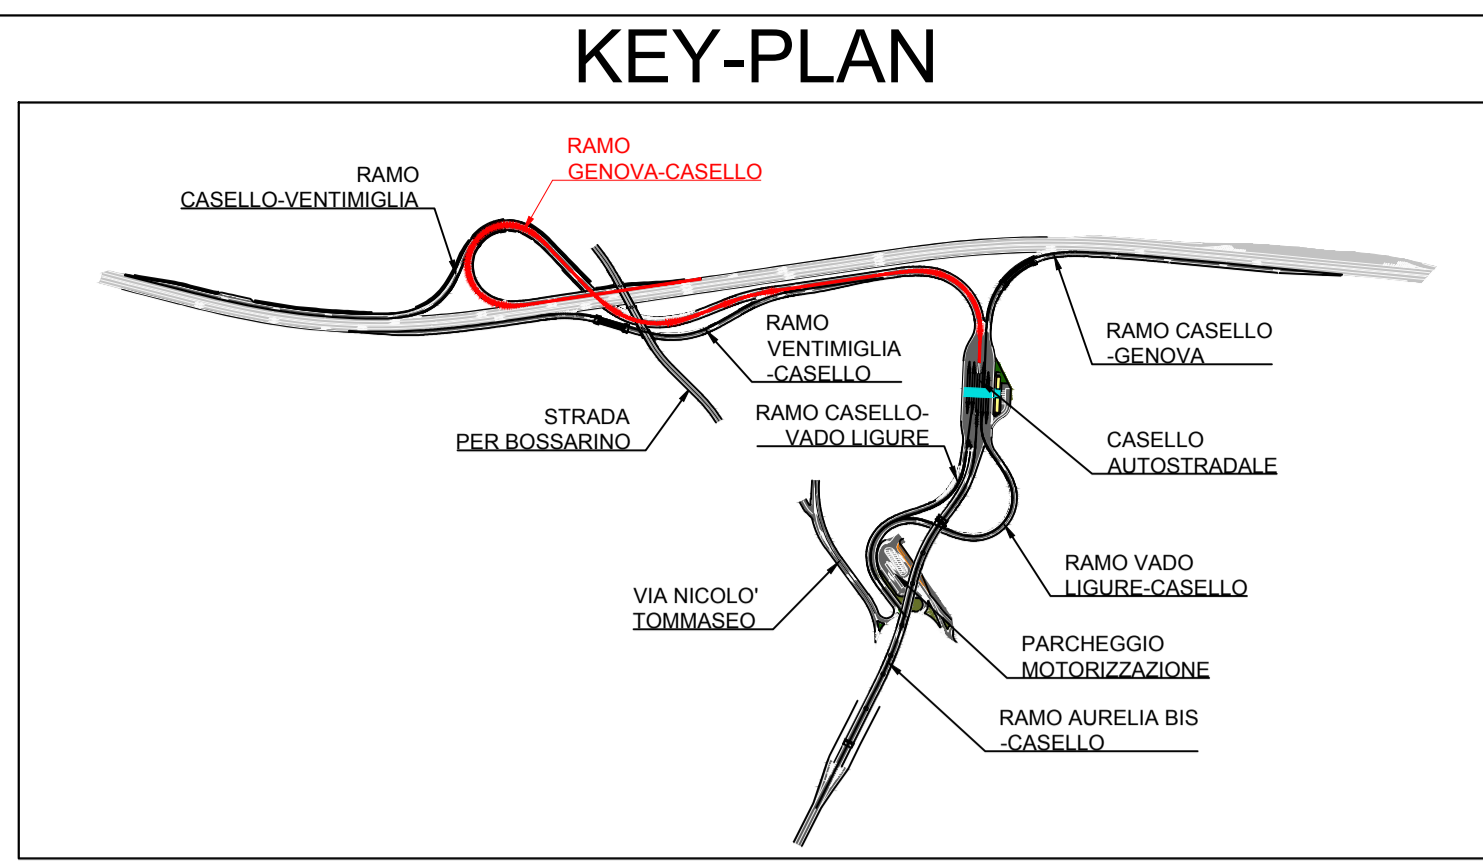 KEY-PLAN
RAMO
GENOVA-CASELLO
RAMO
CASELLO-VENTIMIGLIA
RAMO
VENTIMIGLIA
-CASELLO
RAMO CASELLO
-GENOVA
STRADA
PER BOSSARINO
RAMO CASELLO-
VADO LIGURE
CASELLO
AUTOSTRADALE
VIA NICOLO'
TOMMASEO
RAMO VADO
LIGURE-CASELLO
PARCHEGGIO
MOTORIZZAZIONE
RAMO AURELIA BIS
-CASELLO